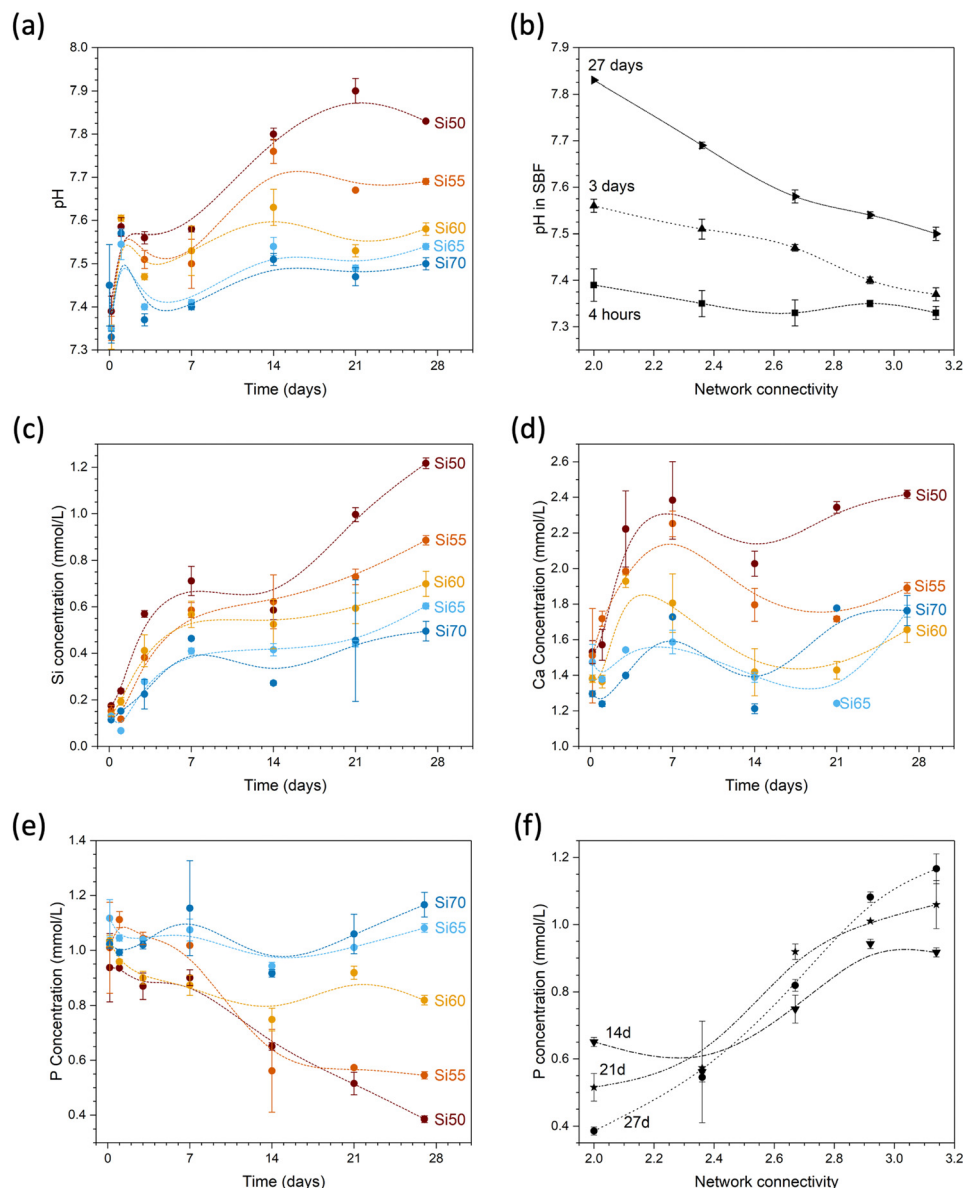 (a)
8.0
7.9
7.8
7.7
7.6
7.5
7.4
7.3
pH
0 7 14 21 28
Time (days)
Si50
Si55
Si60
Si65
Si70
(b)
7.9
7.8
7.7
7.6
7.5
7.4
7.3
pH in SBF
27 days
3 days
4 hours
2.0 2.2 2.4 2.6 2.8 3.0 3.2
Network connectivity
(c)
1.2
1.0
0.8
0.6
0.4
0.2
0.0
Si concentration (mmol/L)
0 7 14 21 28
Time (days)
Si50
Si55
Si60
Si65
Si70
(d)
2.6
2.4
2.2
2.0
1.8
1.6
1.4
1.2
1.0
Ca Concentration (mmol/L)
0 7 14 21 28
Time (days)
Si50
Si55
Si70
Si60
Si65
(e)
1.4
1.2
1.0
0.8
0.6
0.4
P Concentration (mmol/L)
0 7 14 21 28
Time (days)
Si70
Si65
Si60
Si55
Si50
(f)
1.2
1.0
0.8
0.6
0.4
P concentration (mmol/L)
14d
21d
27d
2.0 2.2 2.4 2.6 2.8 3.0 3.2
Network connectivity